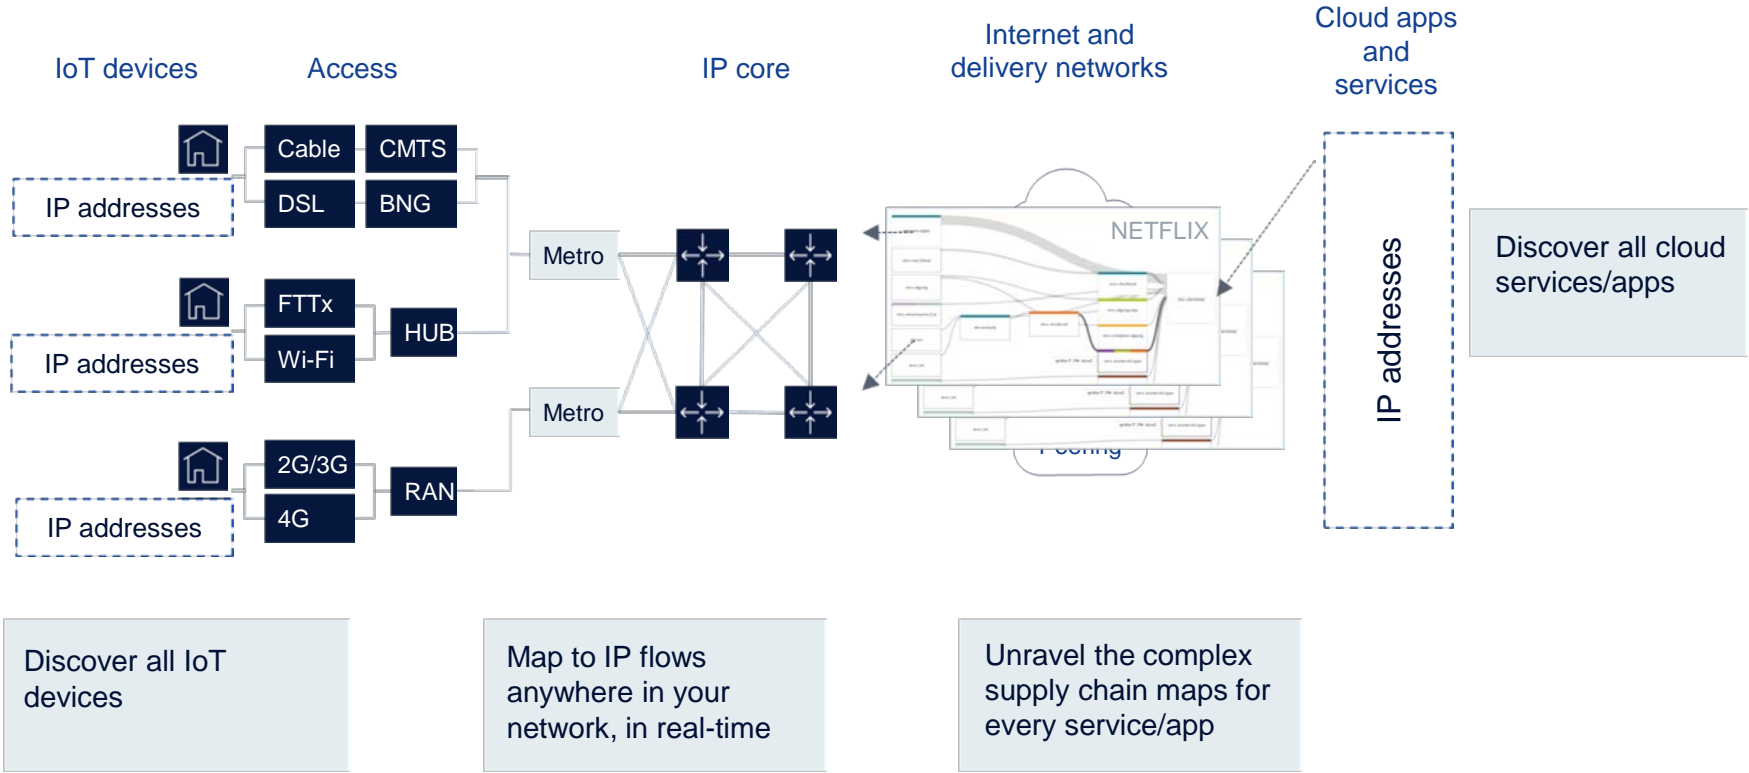 IoT devices
Access
IP core
Internet and
delivery networks
Cloud apps
and
services
Cable
CMTS
IP addresses
DSL
BNG
FTTx
HUB
IP addresses
Wi-Fi
2G/3G
RAN
IP addresses
4G
Metro
Metro
NETFLIX
Peering
IP addresses
Discover all cloud
services/apps
Discover all IoT
devices
Map to IP flows
anywhere in your
network, in real-time
Unravel the complex
supply chain maps for
every service/app